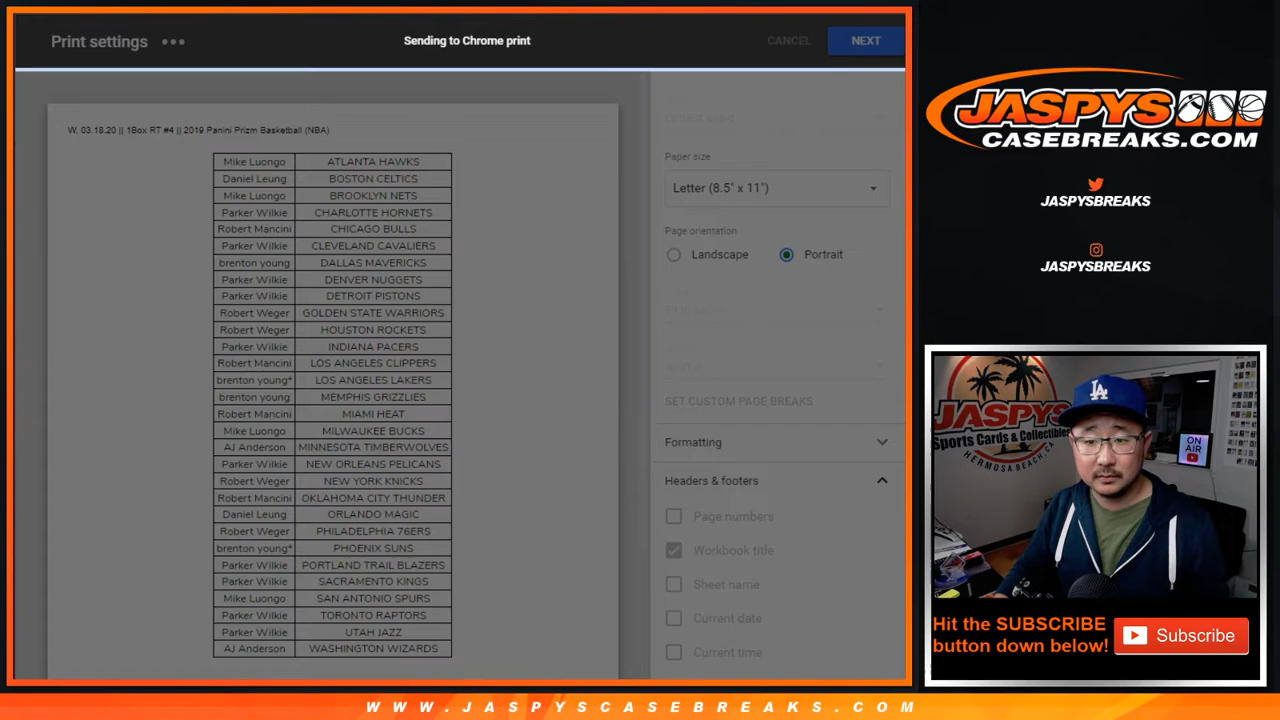 Print settings
Sending to Chrome print
CANCEL
NEXT
W. 03.18.20 || 1Box RT #4 || 2019 Panini Prizm Basketball (NBA)
Mike Luongo ATLANTA HAWKS
Daniel Leung BOSTON CELTICS
Mike Luongo BROOKLYN NETS
Parker Wilkie CHARLOTTE HORNETS
Robert Mancini CHICAGO BULLS
Parker Wilkie CLEVELAND CAVALIERS
brenton young DALLAS MAVERICKS
Parker Wilkie DENVER NUGGETS
Parker Wilkie DETROIT PISTONS
Robert Weger GOLDEN STATE WARRIORS
Robert Weger HOUSTON ROCKETS
Parker Wilkie INDIANA PACERS
Robert Mancini LOS ANGELES CLIPPERS
brenton young* LOS ANGELES LAKERS
brenton young MEMPHIS GRIZZLIES
Robert Mancini MIAMI HEAT
Mike Luongo MILWAUKEE BUCKS
AJ Anderson MINNESOTA TIMBERWOLVES
Parker Wilkie NEW ORLEANS PELICANS
Robert Weger NEW YORK KNICKS
Robert Mancini OKLAHOMA CITY THUNDER
Daniel Leung ORLANDO MAGIC
Robert Weger PHILADELPHIA 76ERS
brenton young* PHOENIX SUNS
Parker Wilkie PORTLAND TRAIL BLAZERS
Parker Wilkie SACRAMENTO KINGS
Mike Luongo SAN ANTONIO SPURS
Parker Wilkie TORONTO RAPTORS
Parker Wilkie UTAH JAZZ
AJ Anderson WASHINGTON WIZARDS
Paper size
Letter (8.5" x 11")
Page orientation
Landscape
Portrait
SET CUSTOM PAGE BREAKS
Formatting
Headers & footers
Page numbers
Workbook title
Sheet name
Current date
Current time
JASPYS
CASEBREAKS.COM
JASPYSBREAKS
JASPYSBREAKS
JASPYS
Sports Cards & Collectibles
HERMOSA BEACH, CA
LA
ON
AIR
Hit the SUBSCRIBE
button down below!
Subscribe
WWW.JASPYSCASEBREAKS.COM